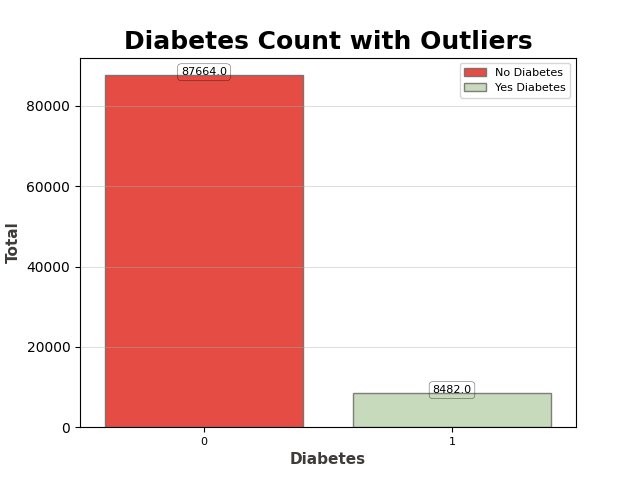 Diabetes Count with Outliers
87664.0
No Diabetes
Yes Diabetes
80000
60000
40000
20000
0
Total
8482.0
0
1
Diabetes